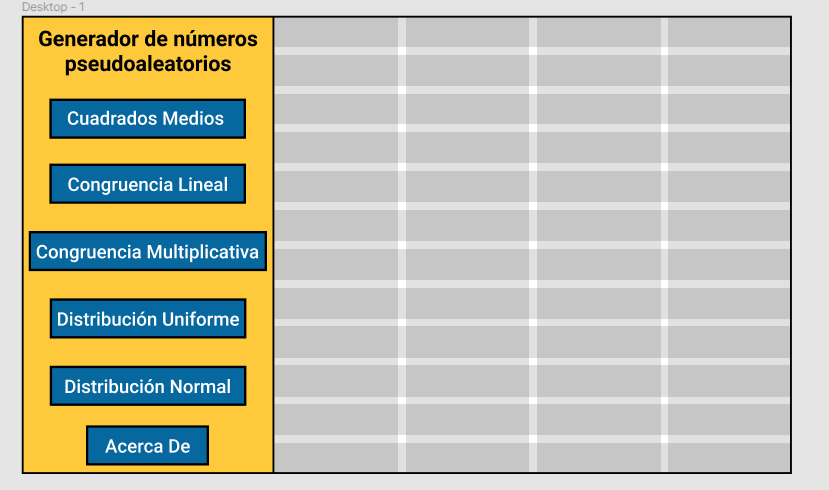 Desktop - 1
Generador de números
pseudoaleatorios
Cuadrados Medios
Congruencia Lineal
Congruencia Multiplicativa
Distribución Uniforme
Distribución Normal
Acerca De